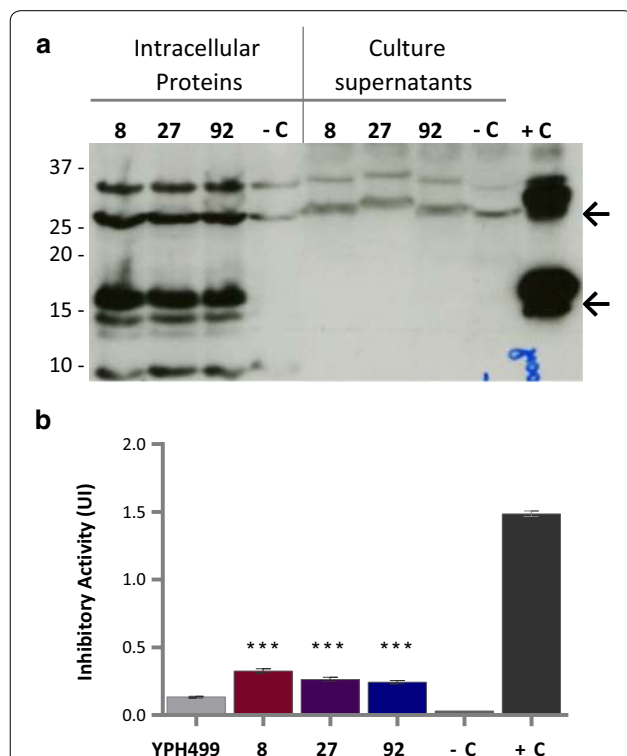 a
Intracellular Proteins
Culture supernatants
8 27 92 - C 8 27 92 - C + C
37 -
25 -
20 -
15 -
10 -
b
Inhibitory Activity (UI)
2.0
1.5
1.0
0.5
0.0
*** *** ***
YPH499 8 27 92 - C + C